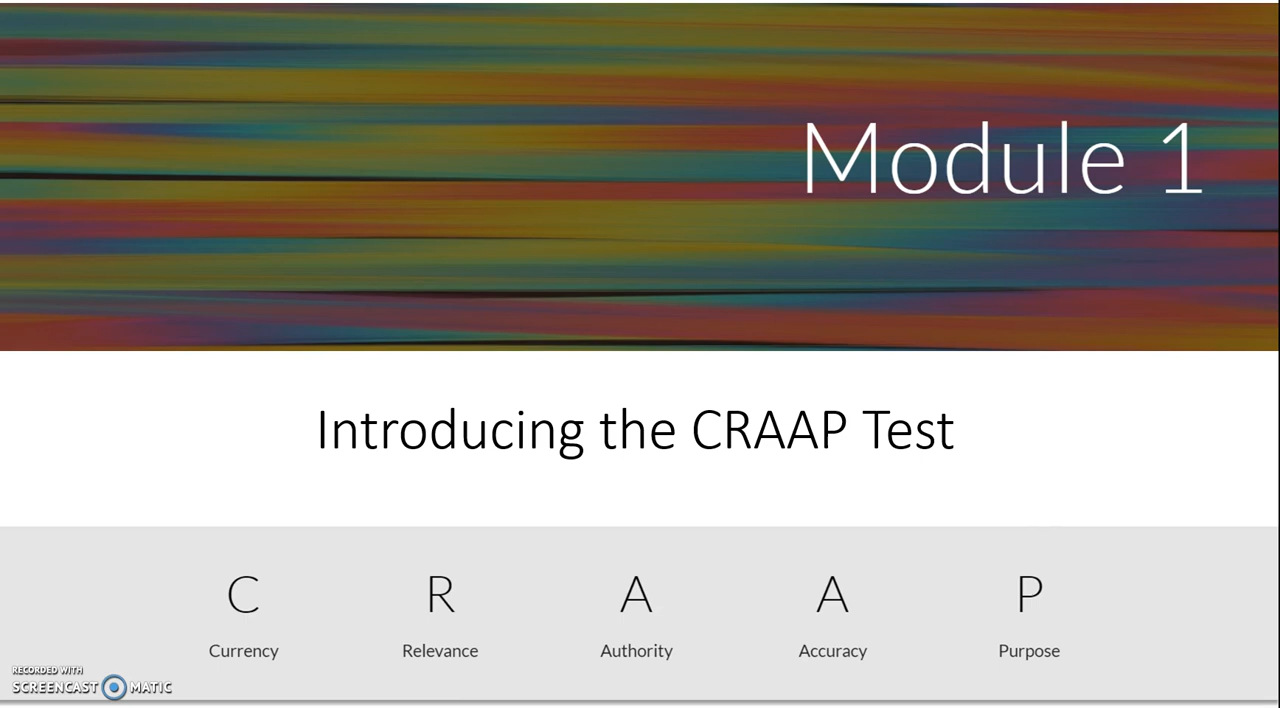 Module 1
Introducing the CRAAP Test
C R A A P
Currency Relevance Authority Accuracy Purpose
RECORDED WITH
SCREENCAST MATIC